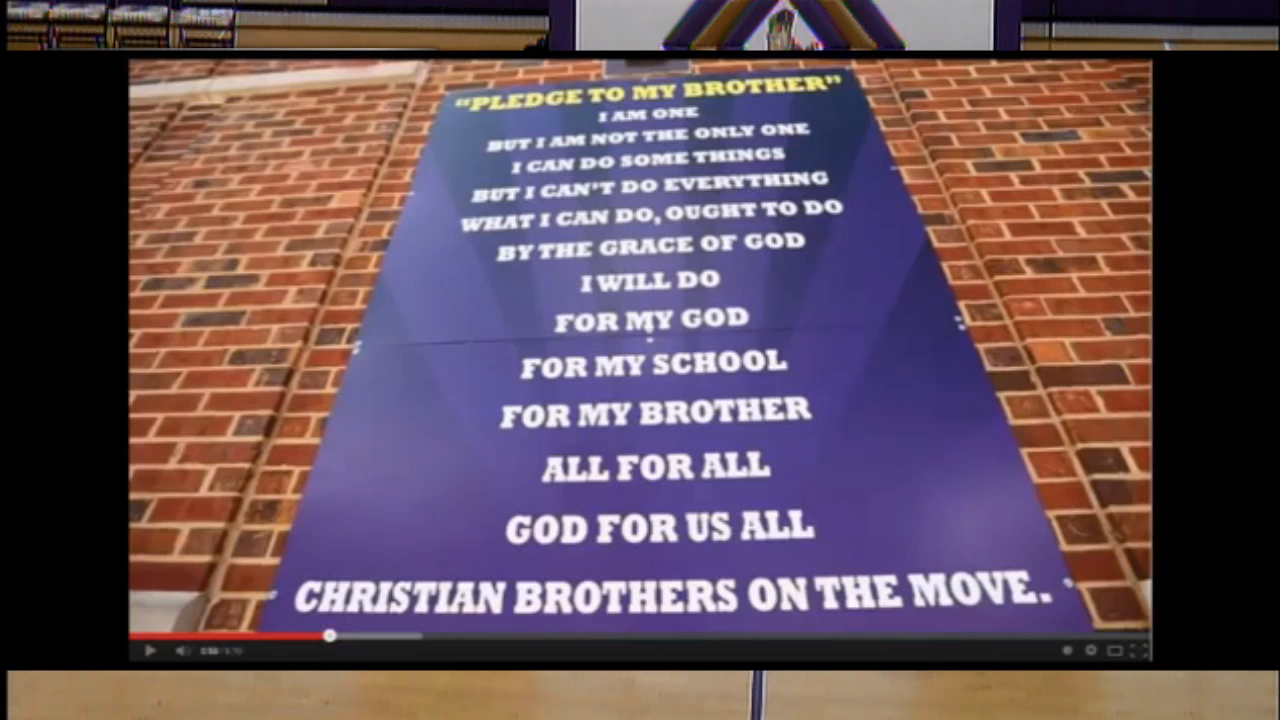 “PLEDGE TO MY BROTHER”
I AM ONE
BUT I AM NOT THE ONLY ONE
I CAN DO SOME THINGS
BUT I CAN'T DO EVERYTHING
WHAT I CAN DO, OUGHT TO DO
BY THE GRACE OF GOD
I WILL DO
FOR MY GOD
FOR MY SCHOOL
FOR MY BROTHER
ALL FOR ALL
GOD FOR US ALL
CHRISTIAN BROTHERS ON THE MOVE.